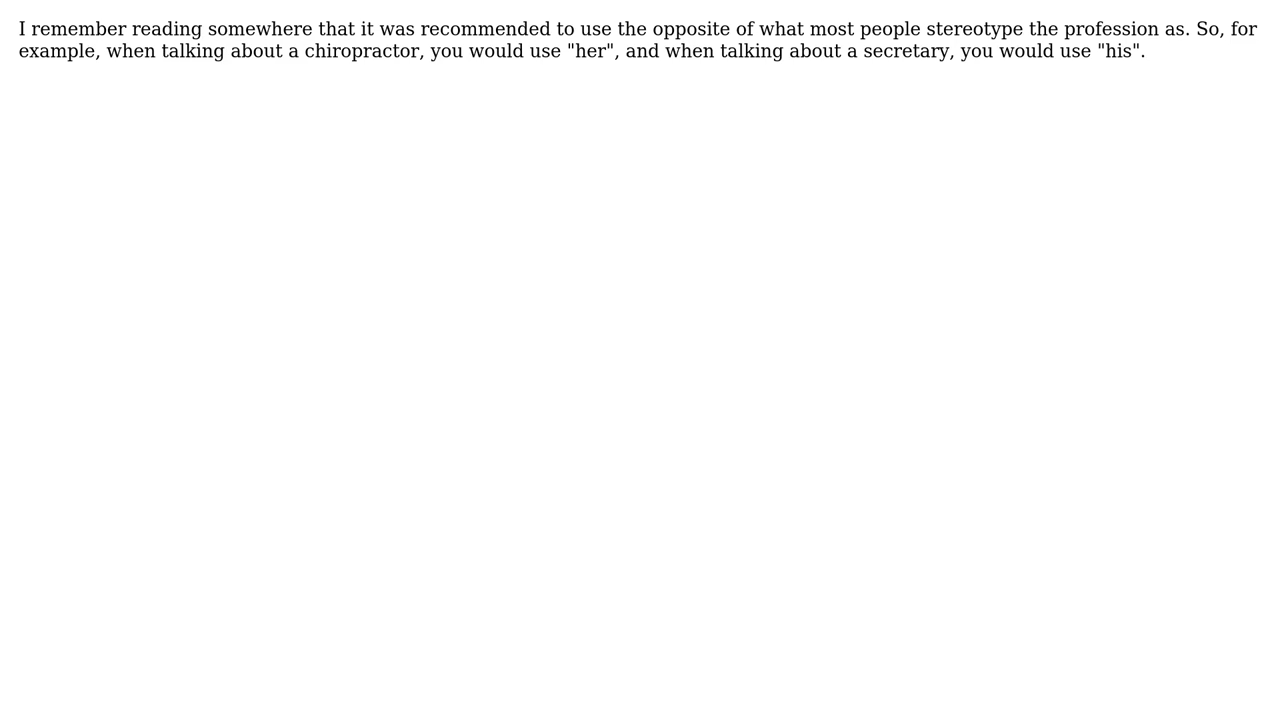 I remember reading somewhere that it was recommended to use the opposite of what most people stereotype the profession as. So, for
example, when talking about a chiropractor, you would use "her", and when talking about a secretary, you would use "his".